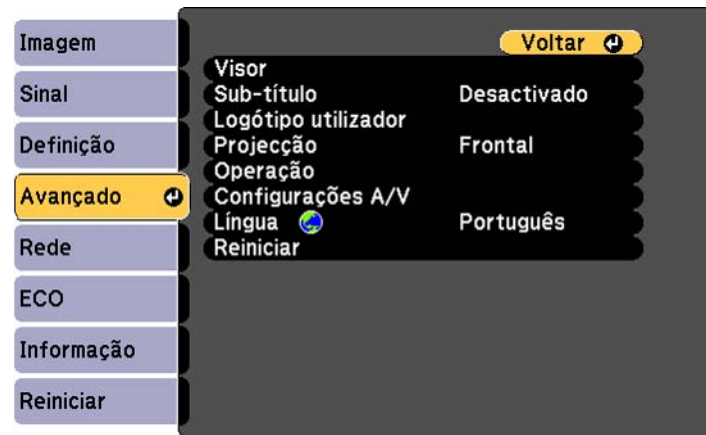 Imagem
Sinal
Definição
Avançado
Rede
ECO
Informação
Reiniciar
Voltar
Visor
Sub-título Desactivado
Logótipo utilizador
Projecção Frontal
Operação
Configurações A/V
Língua Português
Reiniciar